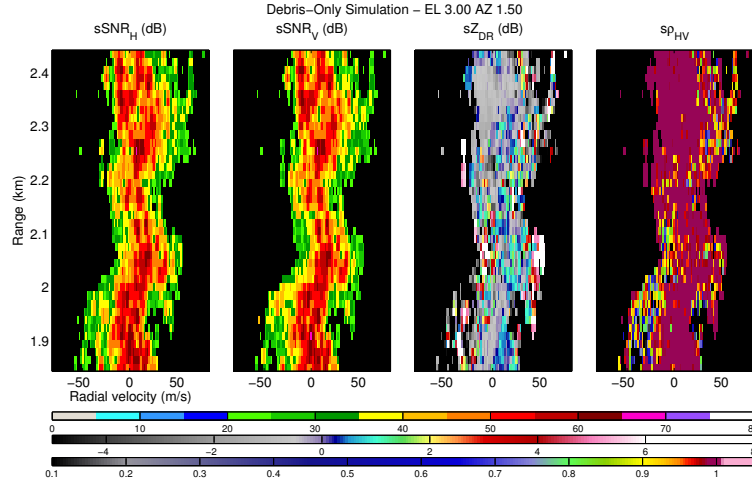 Debris−Only Simulation − EL 3.00 AZ 1.50
sSNR_H (dB) sSNR_V (dB) sZ_DR (dB) sρ_HV
2.4
2.3
2.2
2.1
2
1.9
Range (km)
−50 0 50 −50 0 50 −50 0 50 −50 0 50
Radial velocity (m/s)
0 10 20 30 40 50 60 70 80
−4 −2 0 2 4 6 8
0.1 0.1 0.2 0.3 0.4 0.5 0.6 0.7 0.8 0.9 1